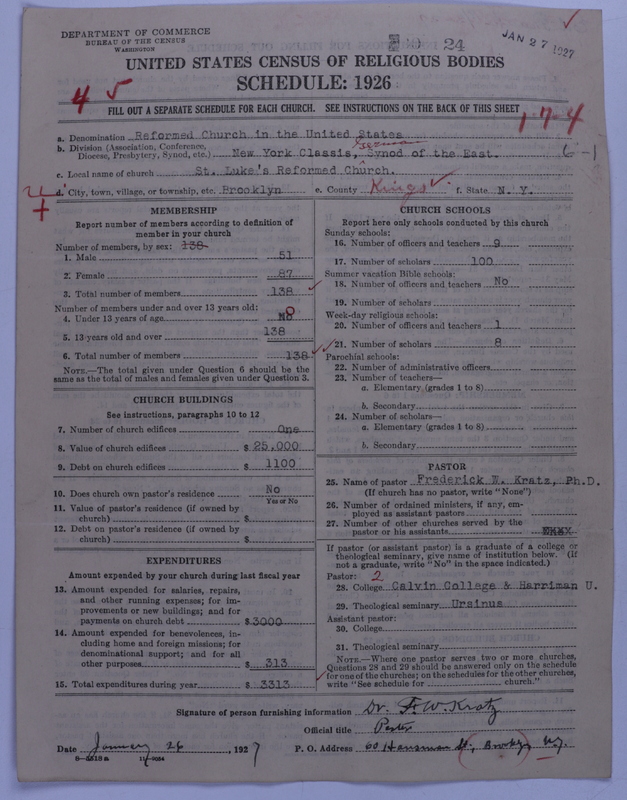 DEPARTMENT OF COMMERCE
BUREAU OF THE CENSUS
WASHINGTON
24
JAN 27 1927
UNITED STATES CENSUS OF RELIGIOUS BODIES
SCHEDULE: 1926
4
FILL OUT A SEPARATE SCHEDULE FOR EACH CHURCH. SEE INSTRUCTIONS ON THE BACK OF THIS SHEET
1-7-4
a. Denomination Reformed Church in the United States
German
b. Division (Association, Conference, Diocese, Presbytery, Synod, etc.) New York Classis, Synod of the East. 6-1
c. Local name of church St. Luke's Reformed Church.
d. City, town, village, or township, etc. Brooklyn e. County Kings f. State N. Y.
MEMBERSHIP
Report number of members according to definition of
member in your church
Number of members, by sex: 138
1. Male 51
2. Female 87
3. Total number of members 138
Number of members under and over 13 years old:
4. Under 13 years of age No 0
5. 13 years old and over 138
6. Total number of members 138
NOTE.—The total given under Question 6 should be the
same as the total of males and females given under Question 3.
CHURCH BUILDINGS
See instructions, paragraphs 10 to 12
7. Number of church edifices One
8. Value of church edifices $ 25,000
9. Debt on church edifices $ 1100
10. Does church own pastor's residence No
Yes or No
11. Value of pastor's residence (if owned by
church) $
12. Debt on pastor's residence (if owned by
church) $
EXPENDITURES
Amount expended by your church during last fiscal year
13. Amount expended for salaries, repairs,
and other running expenses; for im-
provements or new buildings; and for
payments on church debt $3000
14. Amount expended for benevolences, in-
cluding home and foreign missions; for
denominational support; and for all
other purposes $ 313
15. Total expenditures during year $ 3313
CHURCH SCHOOLS
Report here only schools conducted by this church
Sunday schools:
16. Number of officers and teachers 9
17. Number of scholars 100
Summer vacation Bible schools:
18. Number of officers and teachers No
19. Number of scholars
Week-day religious schools:
20. Number of officers and teachers 1
21. Number of scholars 8
Parochial schools:
22. Number of administrative officers
23. Number of teachers—
a. Elementary (grades 1 to 8)
b. Secondary
24. Number of scholars—
a. Elementary (grades 1 to 8)
b. Secondary
PASTOR
25. Name of pastor Frederick W. Kratz, Ph.D.
(If church has no pastor, write "None")
26. Number of ordained ministers, if any, em-
ployed as assistant pastors
27. Number of other churches served by the
pastor or his assistants
If pastor (or assistant pastor) is a graduate of a college or
theological seminary, give name of institution below. (If
not a graduate, write "No" in the space indicated.)
Pastor: 2
28. College Calvin College & Harriman U.
29. Theological seminary Ursinus
Assistant pastor:
30. College
31. Theological seminary
NOTE.—Where one pastor serves two or more churches,
Questions 28 and 29 should be answered only on the schedule
for one of the churches; on the schedules for the other churches,
write "See schedule for church."
Signature of person furnishing information Dr. F. W. Kratz
Official title Pastor
Date January 26, 1927 P. O. Address 60 Hausman St., Brooklyn N.Y.